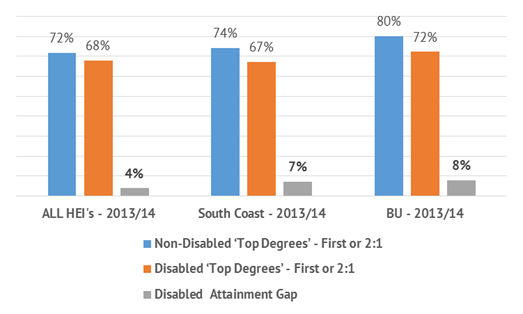 72%
68%
4%
74%
67%
7%
80%
72%
8%
ALL HEI's - 2013/14
South Coast - 2013/14
BU - 2013/14
Non-Disabled ‘Top Degrees’ - First or 2:1
Disabled ‘Top Degrees’ - First or 2:1
Disabled Attainment Gap